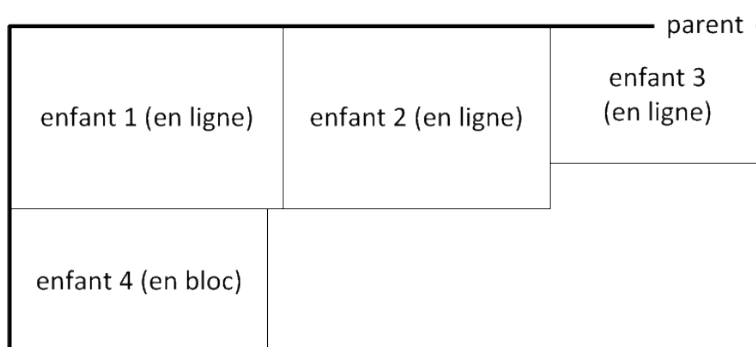 parent
enfant 1 (en ligne)
enfant 2 (en ligne)
enfant 3
(en ligne)
enfant 4 (en bloc)